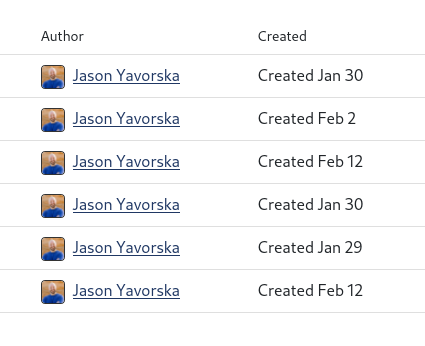 Author Created
Jason Yavorska Created Jan 30
Jason Yavorska Created Feb 2
Jason Yavorska Created Feb 12
Jason Yavorska Created Jan 30
Jason Yavorska Created Jan 29
Jason Yavorska Created Feb 12